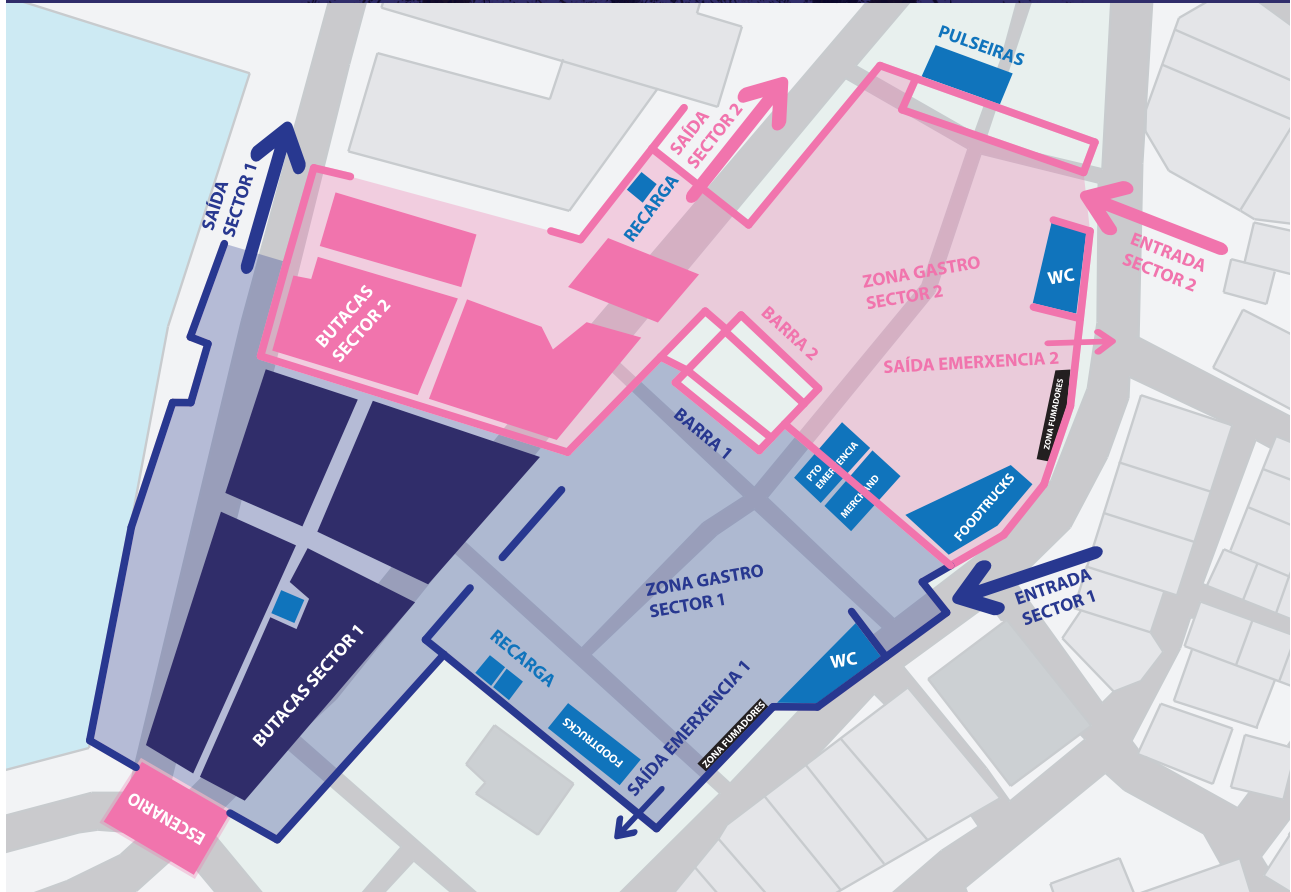 PULSEIRAS
SAÍDA
SECTOR 2
SAÍDA
SECTOR 1
RECARGA
ENTRADA
SECTOR 2
WC
ZONA GASTRO
SECTOR 2
BUTACAS
SECTOR 2
BARRA 2
SAÍDA EMERXENCIA 2
ZONA FUMADORES
BARRA 1
PTO
EMERXENCIA
MERCHAND
FOODTRUCKS
ENTRADA
SECTOR 1
ZONA GASTRO
SECTOR 1
RECARGA
WC
BUTACAS SECTOR 1
SAÍDA EMERXENCIA 1
ZONA FUMADORES
FOODTRUCKS
ESCENARIO